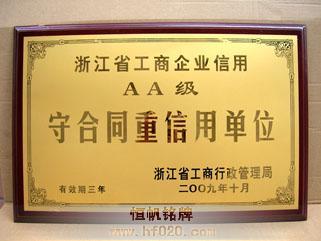 浙江省工商企业信用
AA级
守合同重信用单位
浙江省工商行政管理局
有效期三年
二〇〇九年十月
恒帆铭牌
www.hf020.com